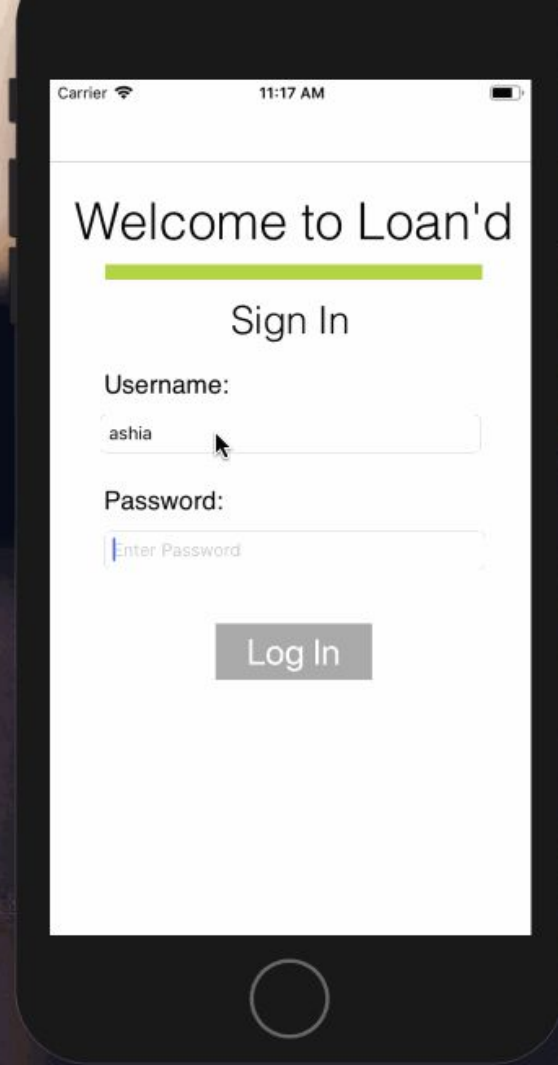 Carrier 11:17 AM
Welcome to Loan'd
Sign In
Username:
ashia
Password:
Enter Password
Log In